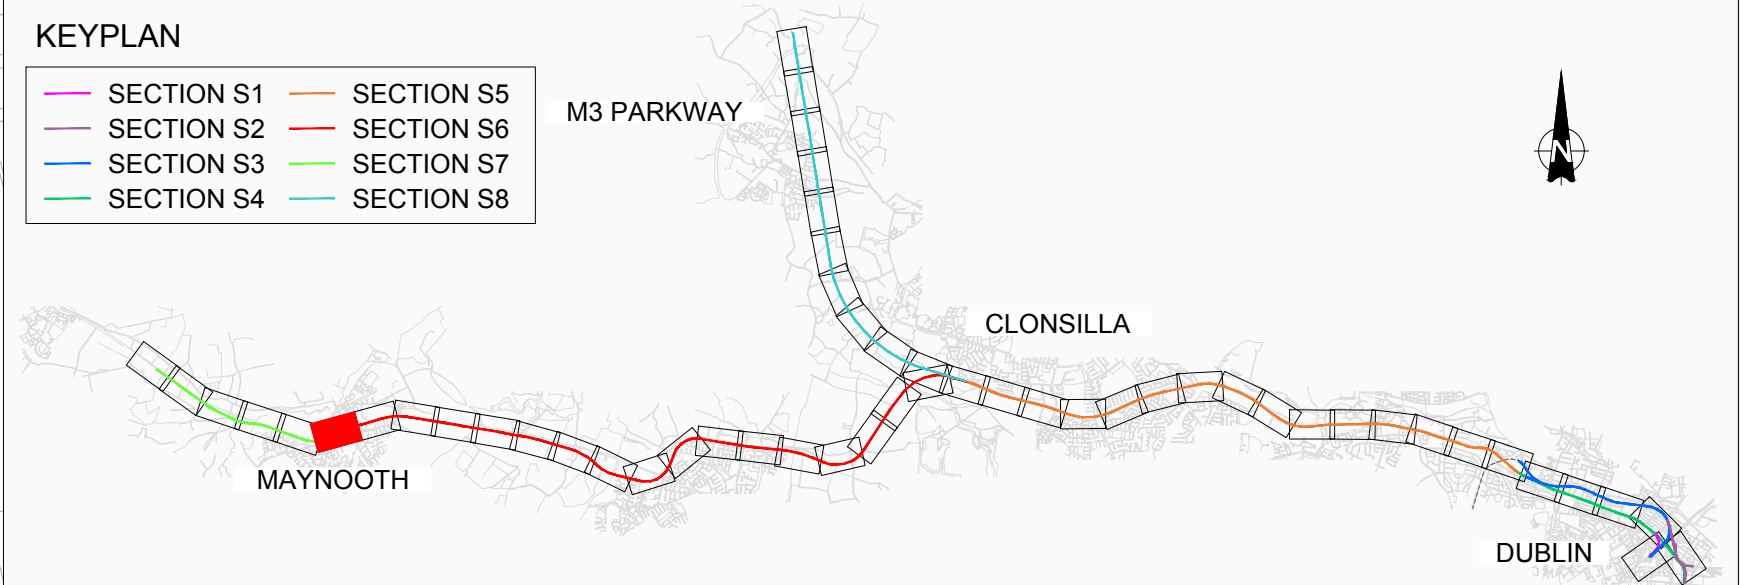 KEYPLAN
SECTION S1 SECTION S5
SECTION S2 SECTION S6
SECTION S3 SECTION S7
SECTION S4 SECTION S8
M3 PARKWAY
N
CLONSILLA
MAYNOOTH
DUBLIN